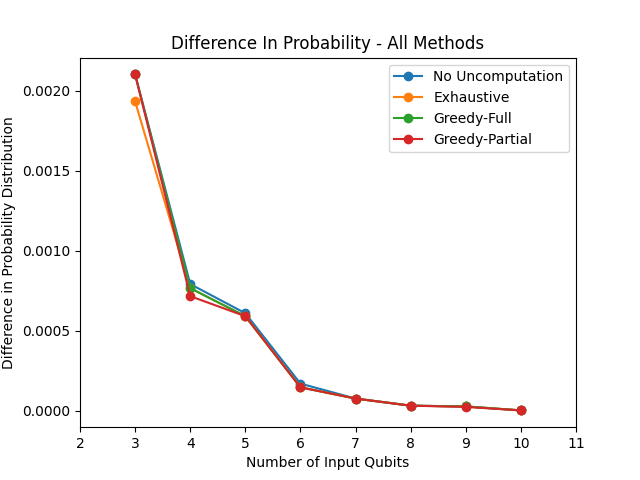 Difference In Probability - All Methods
No Uncomputation
Exhaustive
Greedy-Full
Greedy-Partial
Difference in Probability Distribution
0.0020
0.0015
0.0010
0.0005
0.0000
2 3 4 5 6 7 8 9 10 11
Number of Input Qubits